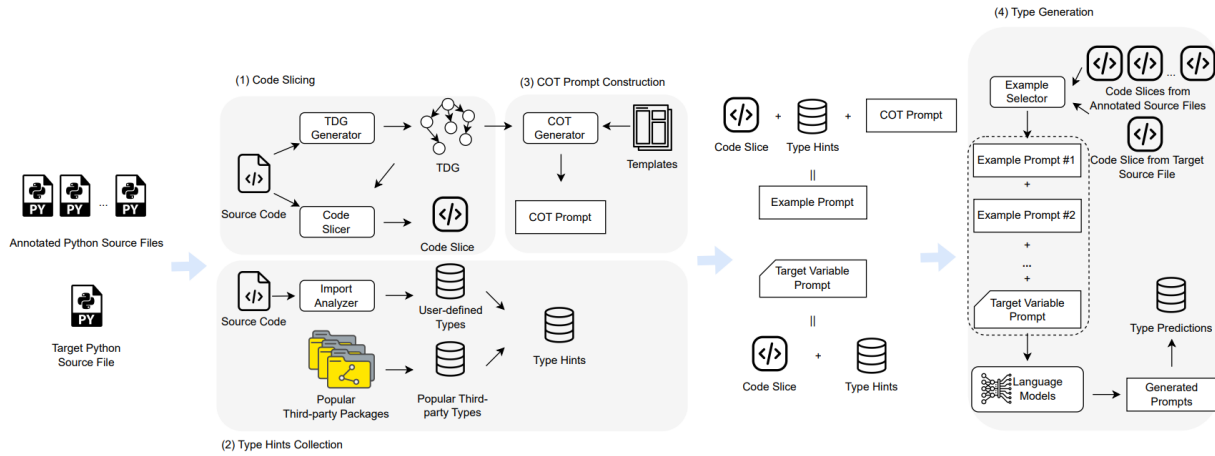 PY
PY
...
PY
Annotated Python Source Files
PY
Target Python
Source File
(1) Code Slicing
TDG
Generator
TDG
Source Code
Code
Slicer
Code Slice
(3) COT Prompt Construction
COT
Generator
Templates
COT Prompt
Source Code
Import
Analyzer
User-defined
Types
Type Hints
Popular
Third-party Packages
Popular Third-
party Types
(2) Type Hints Collection
+
+
COT Prompt
Code Slice
Type Hints
||
Example Prompt
Target Variable
Prompt
||
+
Code Slice
Type Hints
(4) Type Generation
Example
Selector
...
Code Slices from
Annotated Source Files
Code Slice from Target
Source File
Example Prompt #1
+
Example Prompt #2
+
...
+
Target Variable
Prompt
Type Predictions
Language
Models
Generated
Prompts